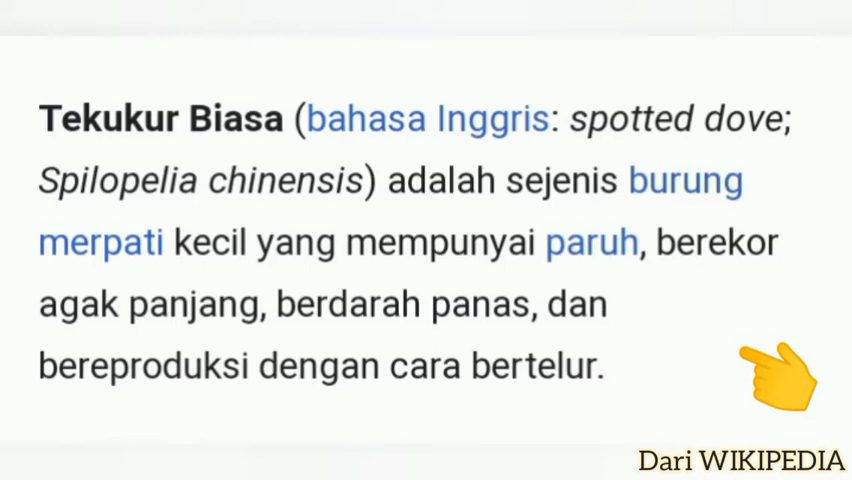 Tekukur Biasa (bahasa Inggris: spotted dove;
Spilopelia chinensis) adalah sejenis burung
merpati kecil yang mempunyai paruh, berekor
agak panjang, berdarah panas, dan
bereproduksi dengan cara bertelur.
Dari WIKIPEDIA